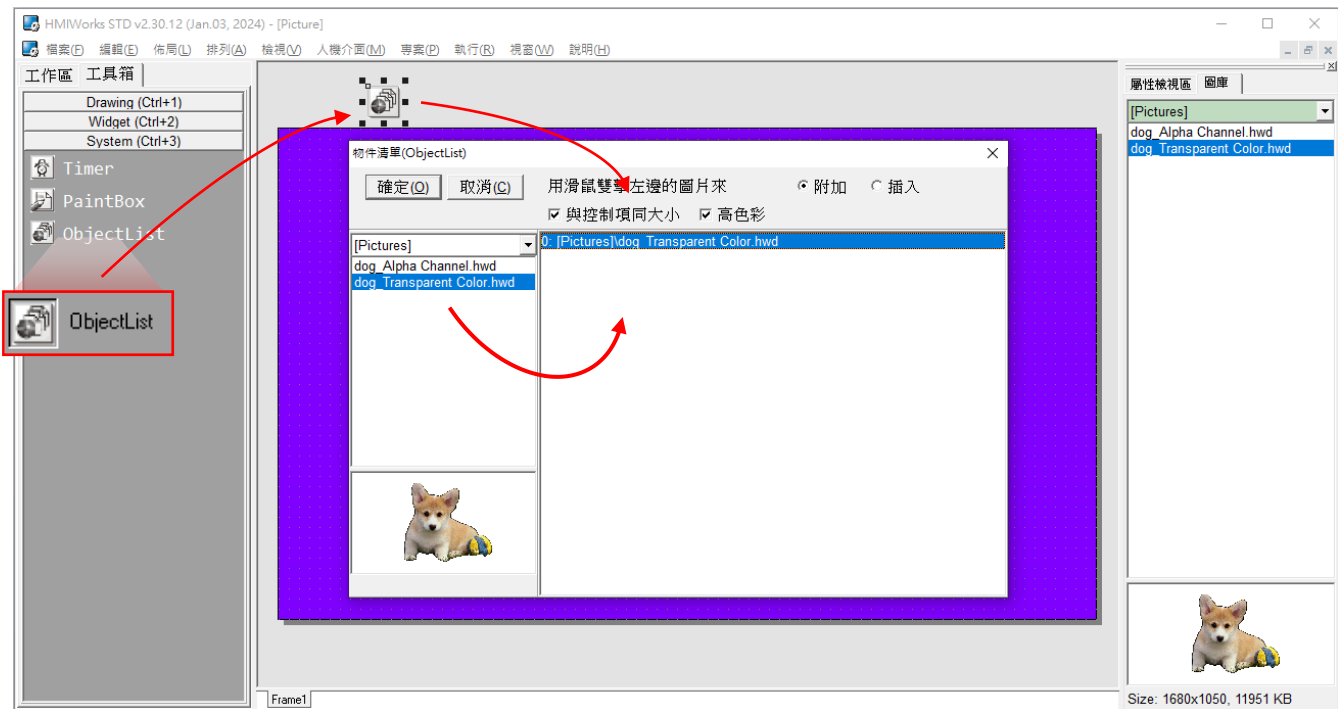 HMIWorks STD v2.30.12 (Jan.03, 2024) - [Picture]
檔案(F) 編輯(E) 佈局(L) 排列(A) 檢視(V) 人機介面(M) 專案(P) 執行(R) 視窗(W) 說明(H)
工作區 工具箱
Drawing (Ctrl+1)
Widget (Ctrl+2)
System (Ctrl+3)
Timer
PaintBox
ObjectList
ObjectList
物件清單(ObjectList)
確定(O) 取消(C) 用滑鼠雙擊左邊的圖片來 附加 插入
與控制項同大小 高色彩
[Pictures]
dog_Alpha Channel.hwd
dog_Transparent Color.hwd
0: [Pictures]\dog_Transparent Color.hwd
Frame1
屬性檢視區 圖庫
[Pictures]
dog_Alpha Channel.hwd
dog_Transparent Color.hwd
Size: 1680x1050, 11951 KB